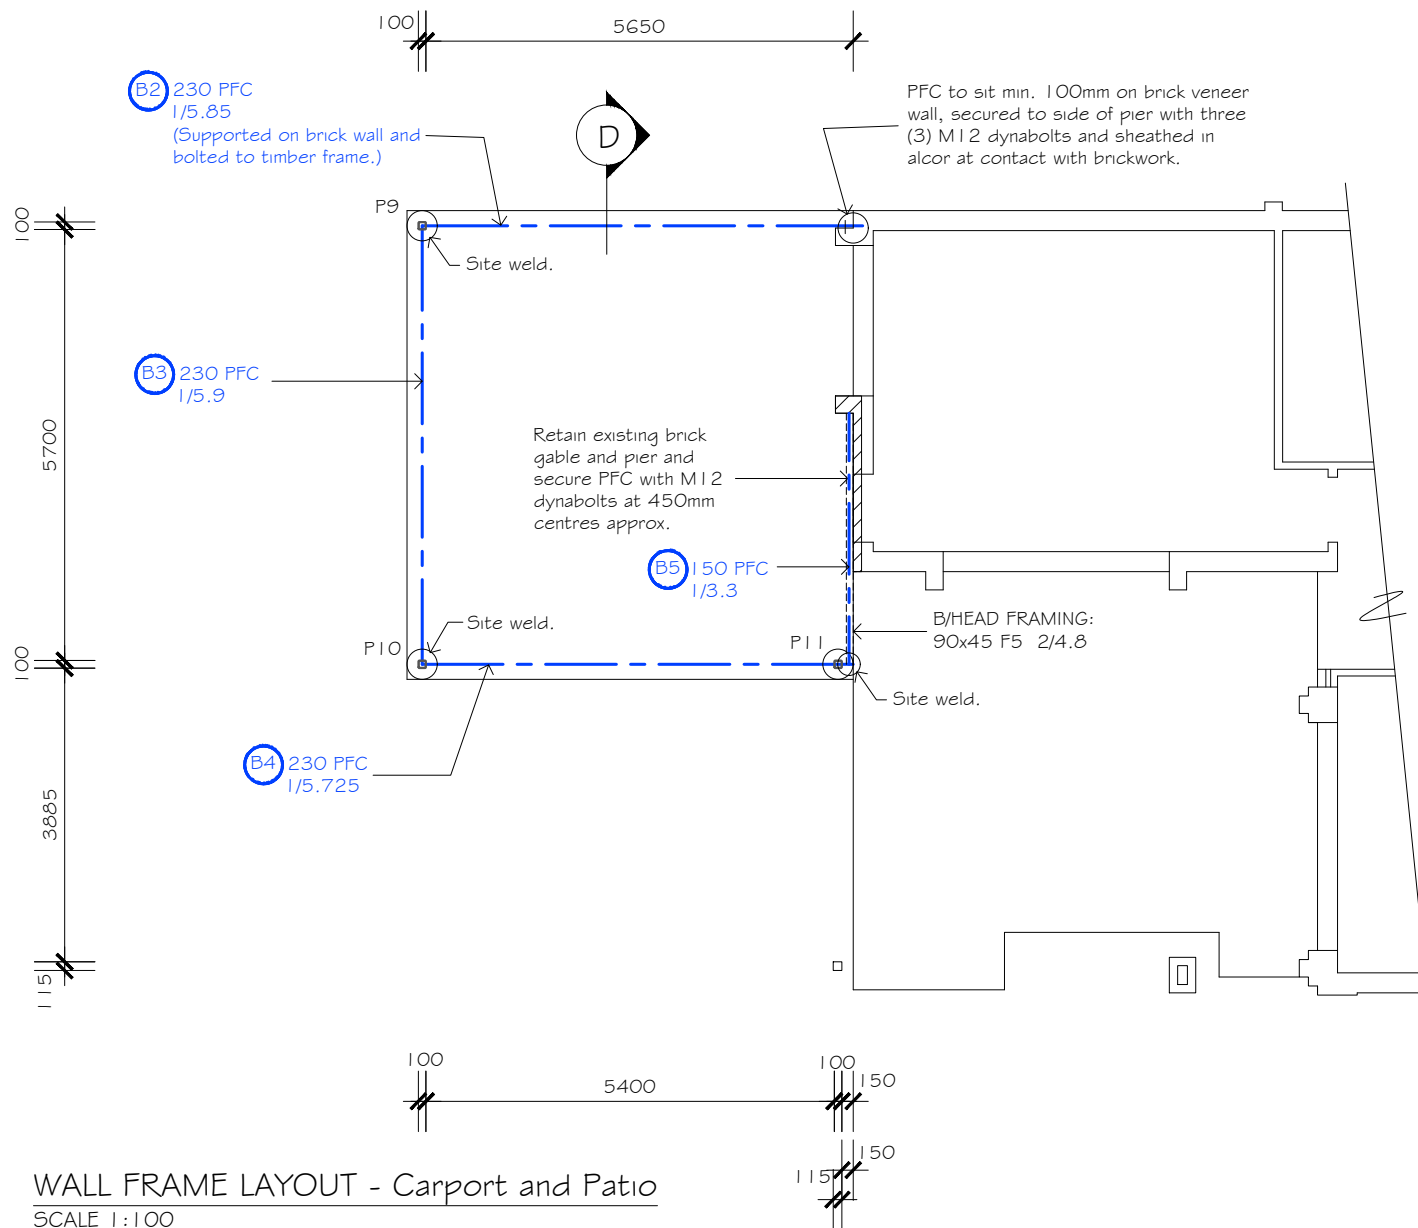 100
5650
B2
230 PFC
1/5.85
(Supported on brick wall and
bolted to timber frame.)
D
PFC to sit min. 100mm on brick veneer
wall, secured to side of pier with three
(3) M12 dynabolts and sheathed in
alcor at contact with brickwork.
P9
100
Site weld.
B3
230 PFC
1/5.9
5700
Retain existing brick
gable and pier and
secure PFC with M12
dynabolts at 450mm
centres approx.
B5
150 PFC
1/3.3
B/HEAD FRAMING:
90x45 F5 2/4.8
Site weld.
P10
P11
100
Site weld.
B4
230 PFC
1/5.725
3885
115
100
5400
100
150
150
115
WALL FRAME LAYOUT - Carport and Patio
SCALE 1:100